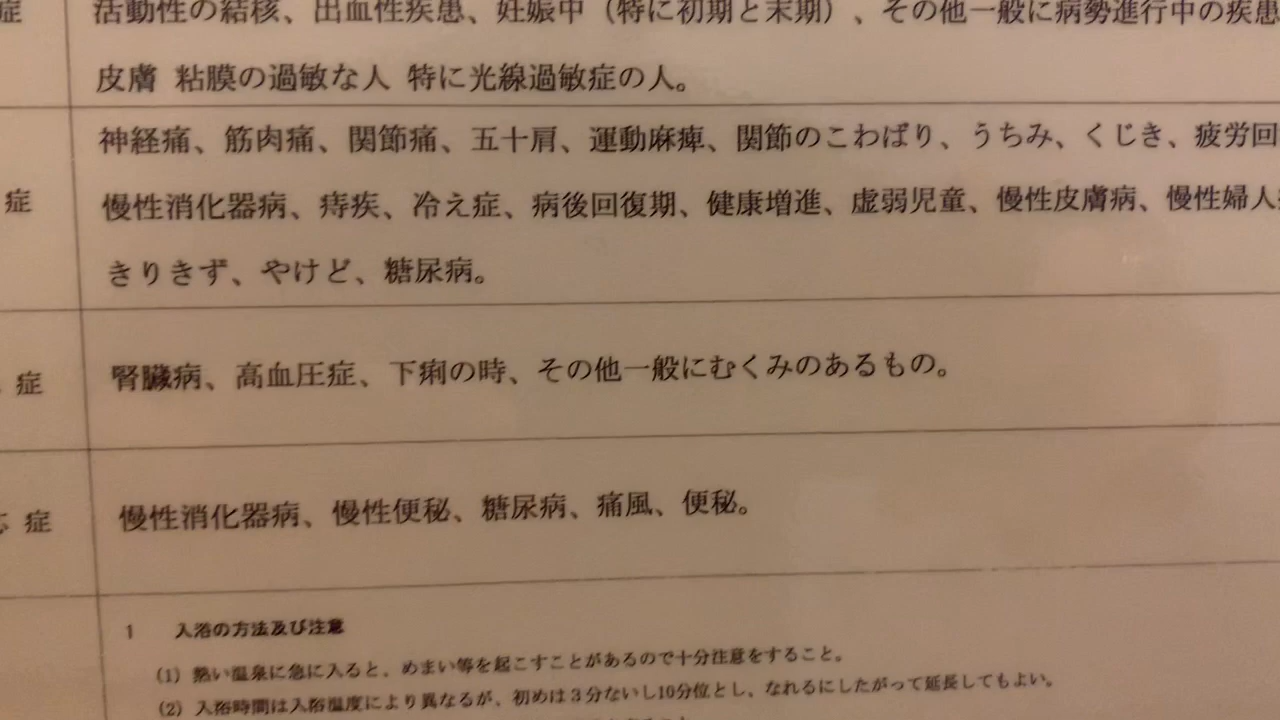 症
活動性の結核、出血性疾患、妊娠中（特に初期と末期）、その他一般に病勢進行中の疾患
皮膚 粘膜の過敏な人 特に光線過敏症の人。
神経痛、筋肉痛、関節痛、五十肩、運動麻痺、関節のこわばり、うちみ、くじき、疲労回
症
慢性消化器病、痔疾、冷え症、病後回復期、健康増進、虚弱児童、慢性皮膚病、慢性婦人
きりきず、やけど、糖尿病。
症
腎臓病、高血圧症、下痢の時、その他一般にむくみのあるもの。
症
慢性消化器病、慢性便秘、糖尿病、痛風、便秘。
1 入浴の方法及び注意
(1) 熱い温泉に急に入ると、めまい等を起こすことがあるので十分注意をすること。
(2) 入浴時間は入浴温度により異なるが、初めは3分ないし10分位とし、なれるにしたがって延長してもよい。